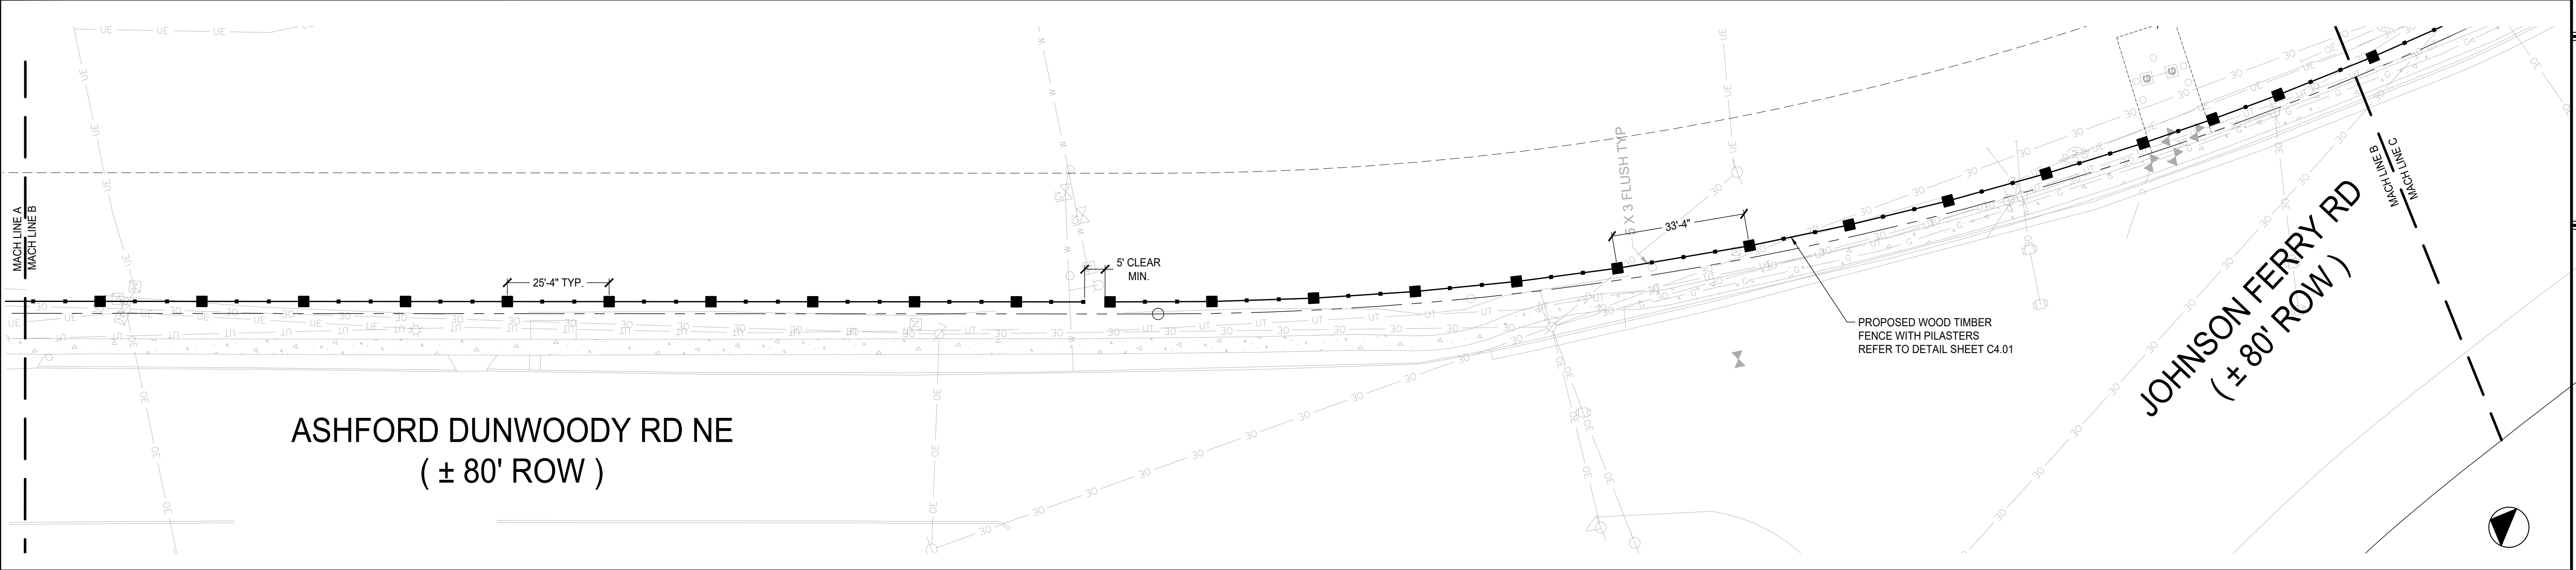 MACH LINE A
MACH LINE B
25'-4" TYP.
5' CLEAR
MIN.
5 X 3 FLUSH TYP
33'-4"
PROPOSED WOOD TIMBER
FENCE WITH PILASTERS
REFER TO DETAIL SHEET C4.01
ASHFORD DUNWOODY RD NE
( ± 80' ROW )
JOHNSON FERRY RD
( ± 80' ROW )
MACH LINE B
MACH LINE C